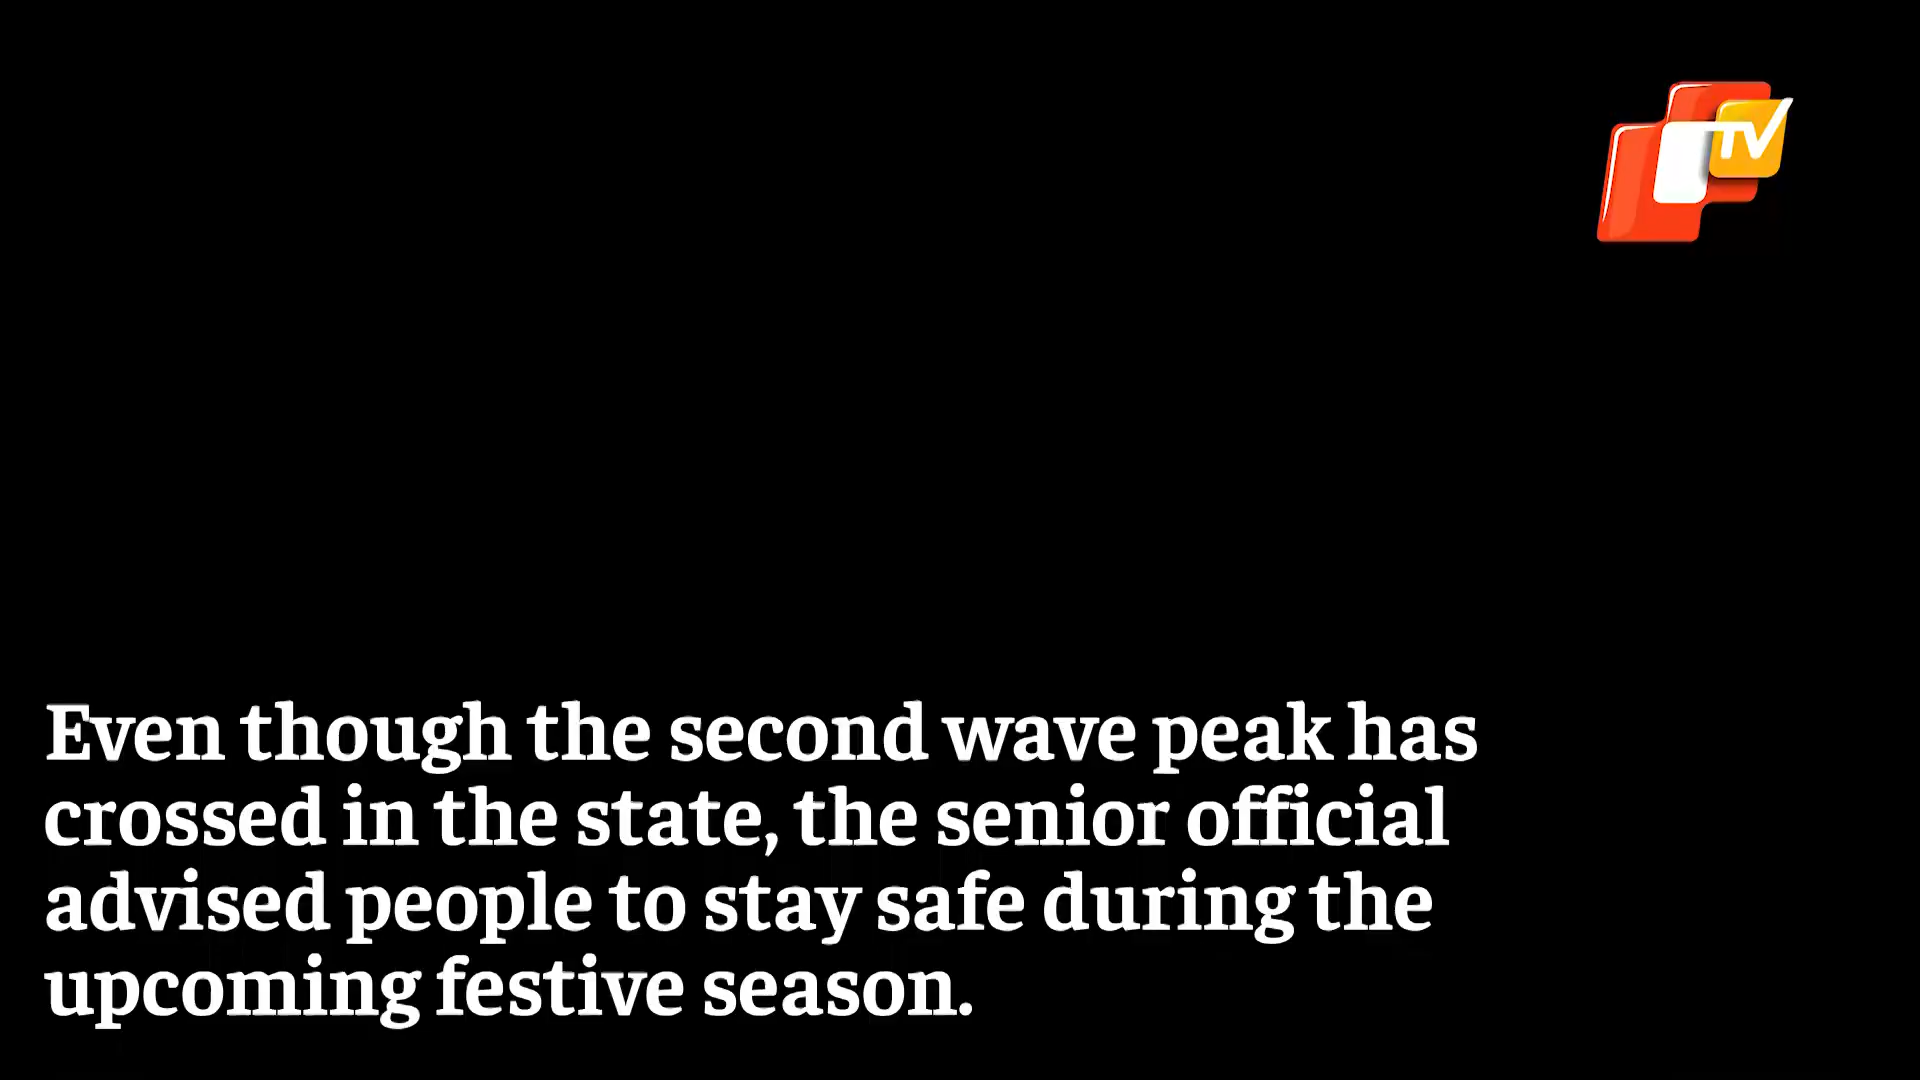 TV
Even though the second wave peak has
crossed in the state, the senior official
advised people to stay safe during the
upcoming festive season.